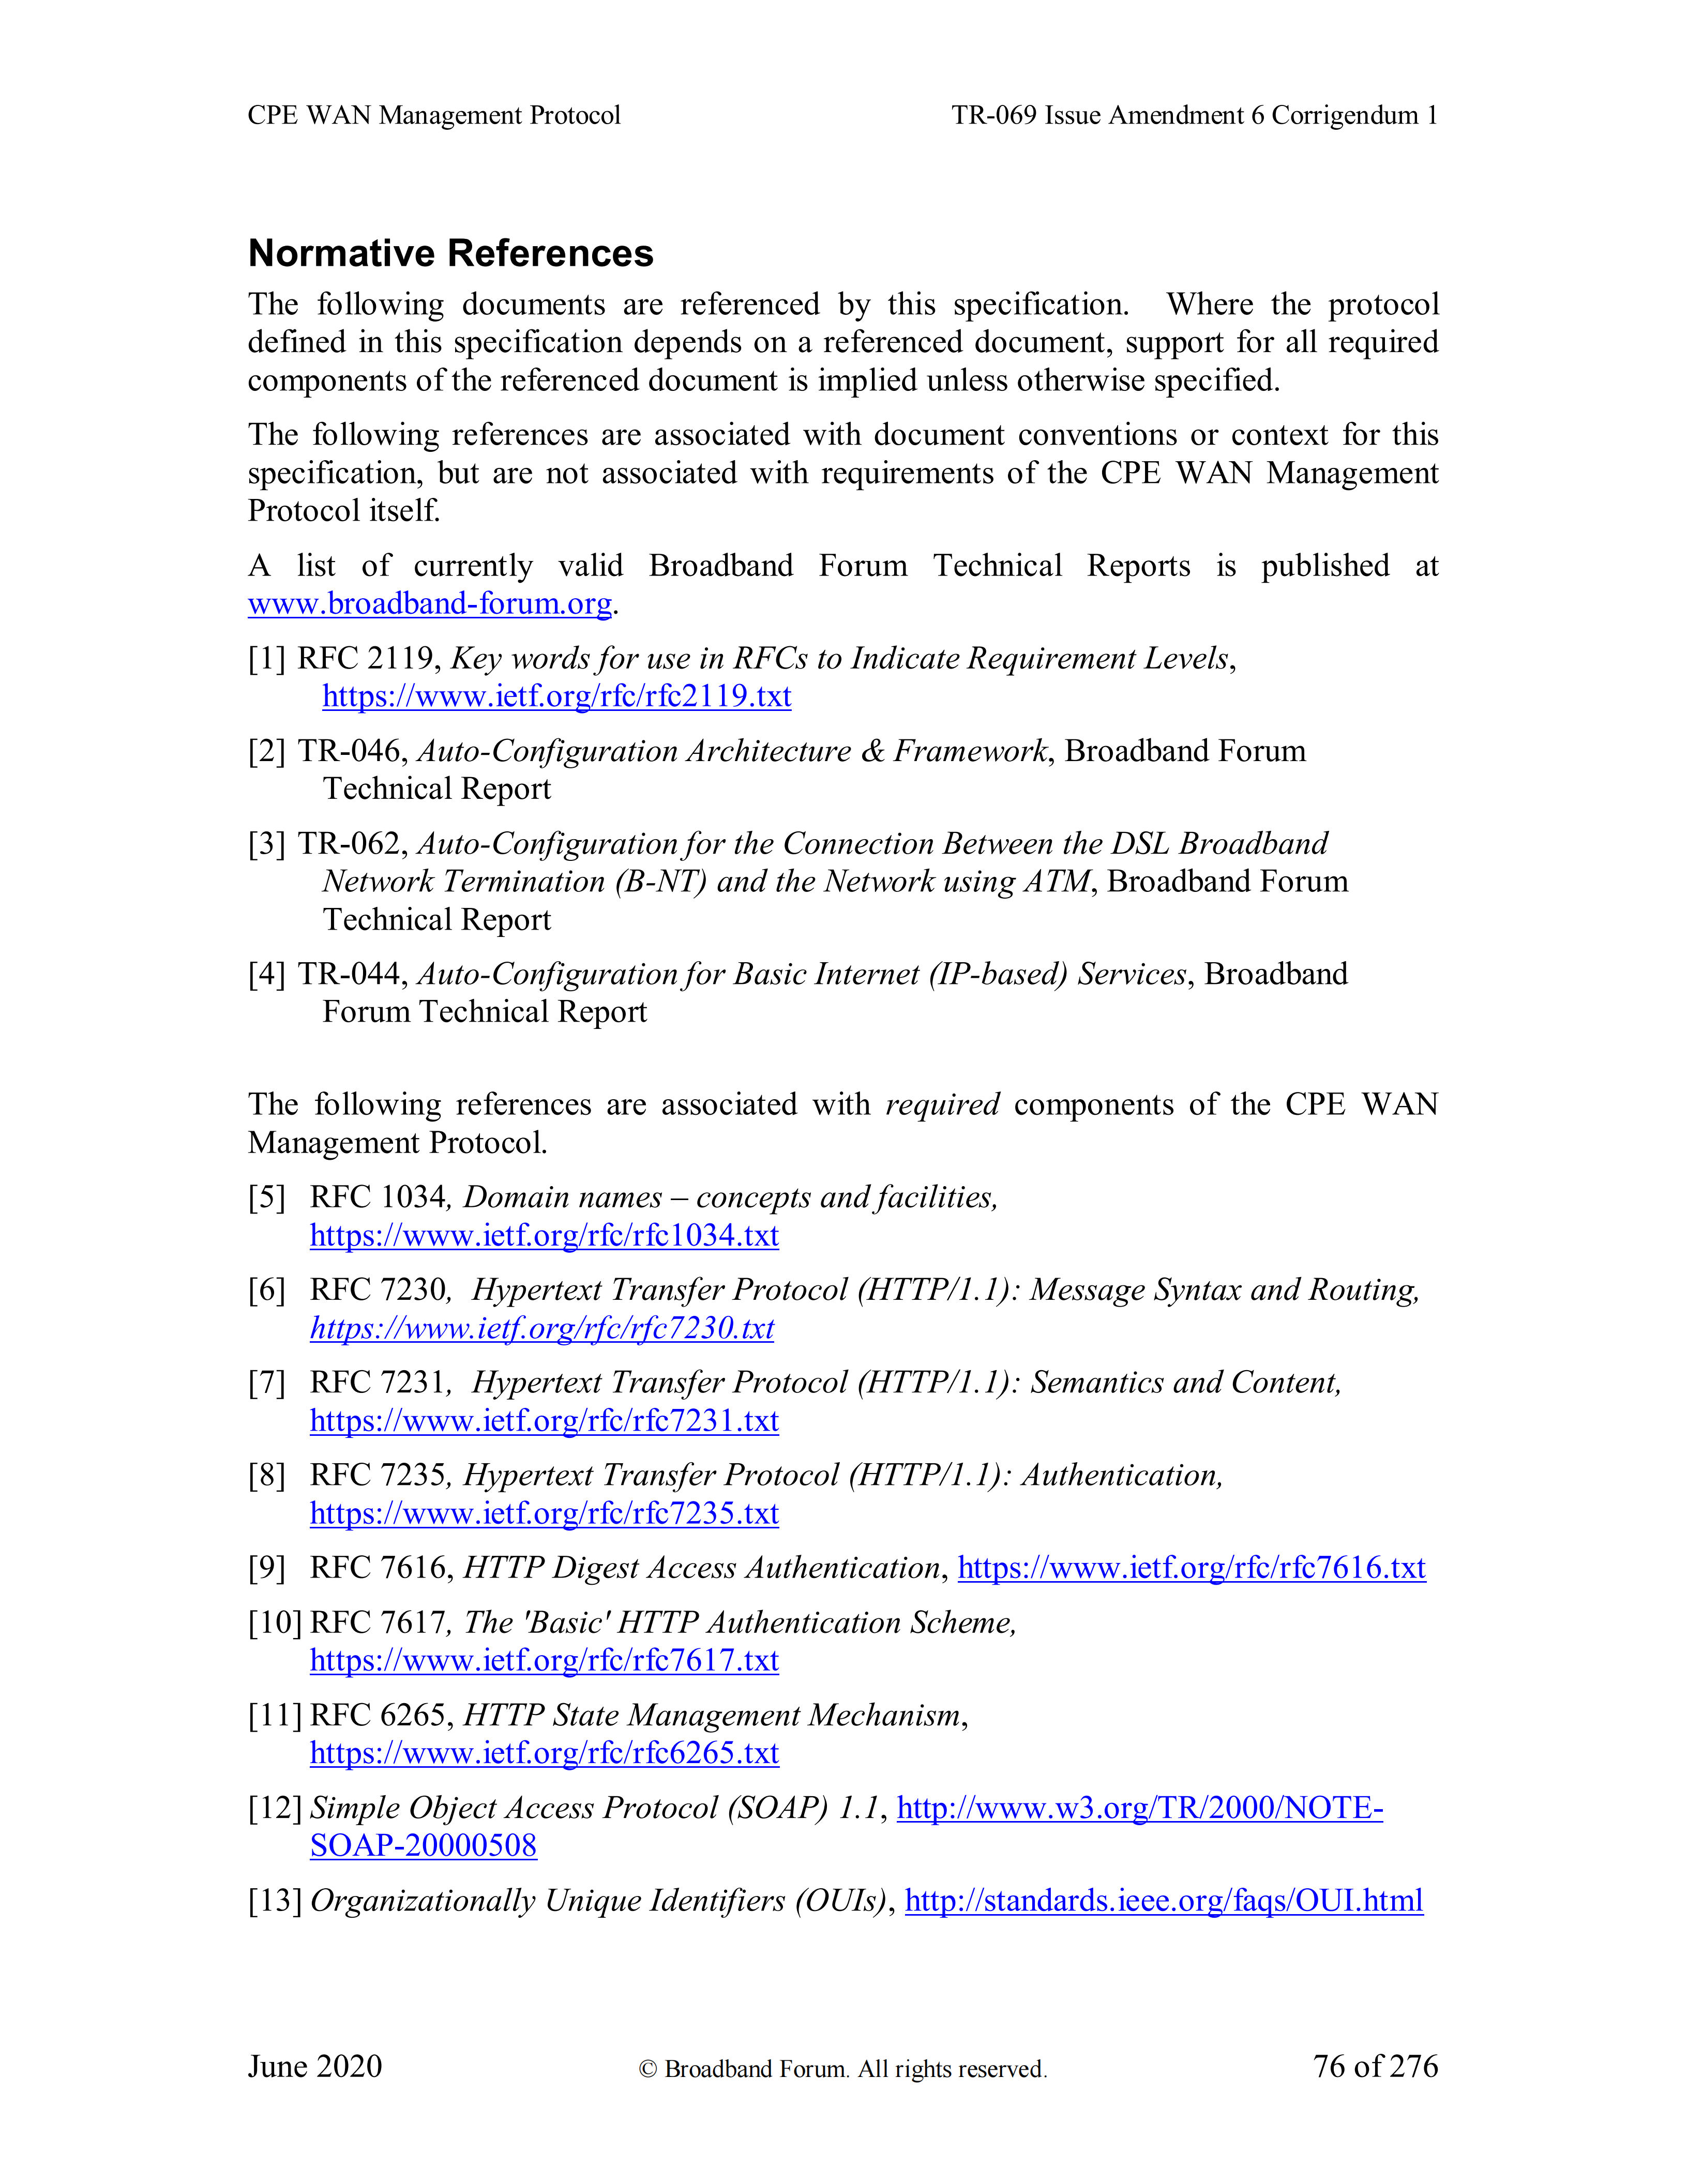 CPE WAN Management Protocol TR-069 Issue Amendment 6 Corrigendum 1
Normative References
The following documents are referenced by this specification. Where the protocol
defined in this specification depends on a referenced document, support for all required
components of the referenced document is implied unless otherwise specified.
The following references are associated with document conventions or context for this
specification, but are not associated with requirements of the CPE WAN Management
Protocol itself.
A list of currently valid Broadband Forum Technical Reports is published at
www.broadband-forum.org.
[1] RFC 2119, Key words for use in RFCs to Indicate Requirement Levels,
https://www.ietf.org/rfc/rfc2119.txt
[2] TR-046, Auto-Configuration Architecture & Framework, Broadband Forum
Technical Report
[3] TR-062, Auto-Configuration for the Connection Between the DSL Broadband
Network Termination (B-NT) and the Network using ATM, Broadband Forum
Technical Report
[4] TR-044, Auto-Configuration for Basic Internet (IP-based) Services, Broadband
Forum Technical Report
The following references are associated with required components of the CPE WAN
Management Protocol.
[5] RFC 1034, Domain names – concepts and facilities,
https://www.ietf.org/rfc/rfc1034.txt
[6] RFC 7230, Hypertext Transfer Protocol (HTTP/1.1): Message Syntax and Routing,
https://www.ietf.org/rfc/rfc7230.txt
[7] RFC 7231, Hypertext Transfer Protocol (HTTP/1.1): Semantics and Content,
https://www.ietf.org/rfc/rfc7231.txt
[8] RFC 7235, Hypertext Transfer Protocol (HTTP/1.1): Authentication,
https://www.ietf.org/rfc/rfc7235.txt
[9] RFC 7616, HTTP Digest Access Authentication, https://www.ietf.org/rfc/rfc7616.txt
[10] RFC 7617, The 'Basic' HTTP Authentication Scheme,
https://www.ietf.org/rfc/rfc7617.txt
[11] RFC 6265, HTTP State Management Mechanism,
https://www.ietf.org/rfc/rfc6265.txt
[12] Simple Object Access Protocol (SOAP) 1.1, http://www.w3.org/TR/2000/NOTE-
SOAP-20000508
[13] Organizationally Unique Identifiers (OUIs), http://standards.ieee.org/faqs/OUI.html
June 2020 © Broadband Forum. All rights reserved. 76 of 276